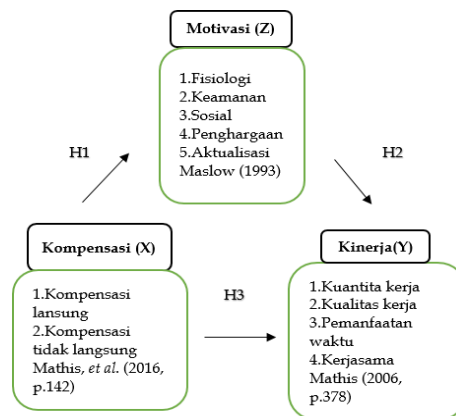 Motivasi (Z)
1.Fisiologi
2.Keamanan
3.Sosial
4.Penghargaan
5.Aktualisasi
Maslow (1993)
H1
H2
Kompensasi (X)
1.Kompensasi
lansung
2.Kompensasi
tidak langsung
Mathis, et al. (2016,
p.142)
H3
Kinerja(Y)
1.Kuantita kerja
2.Kualitas kerja
3.Pemanfaatan
waktu
4.Kerjasama
Mathis (2006,
p.378)